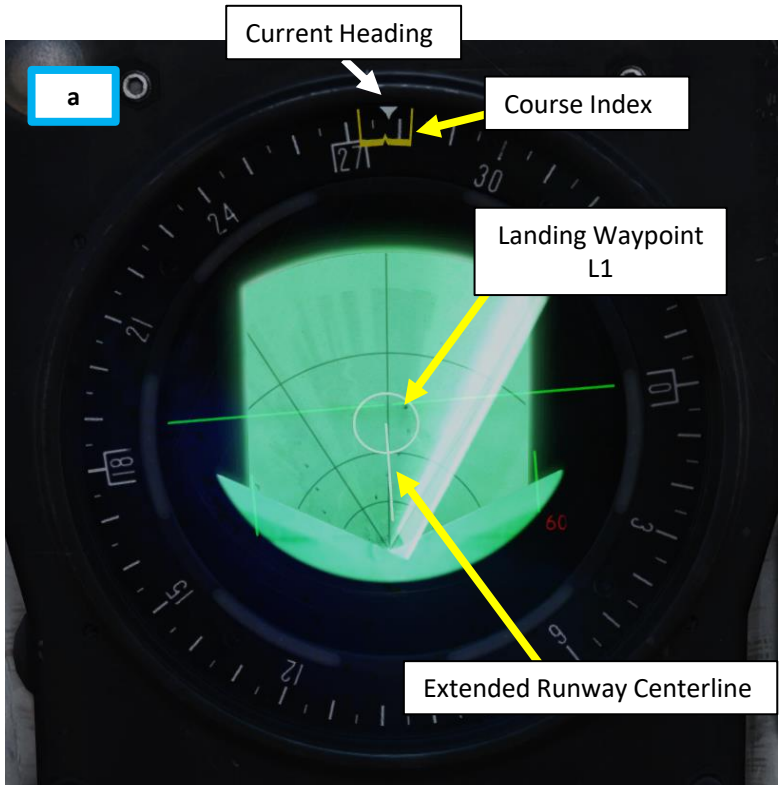 Current Heading
a
Course Index
27
30
24
Landing Waypoint
L1
21
0
18
60
3
15
6
12
Extended Runway Centerline